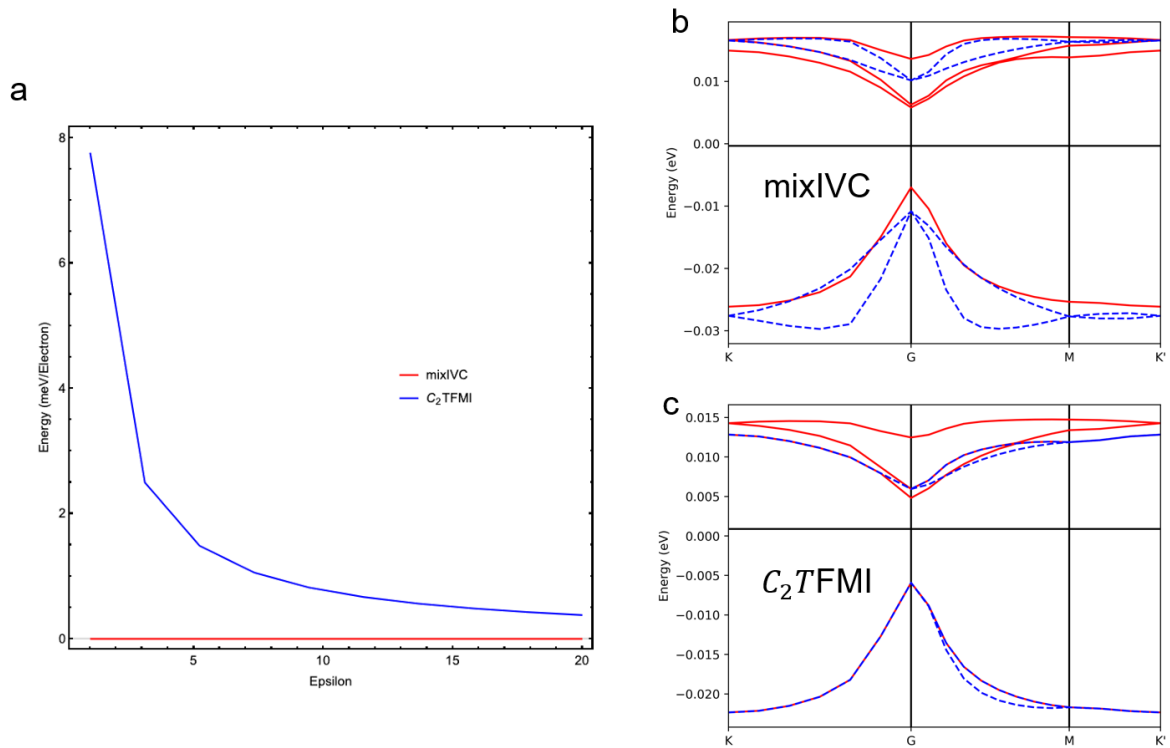 a
Energy (meV/Electron)
8
6
4
2
0
5
10
15
20
Epsilon
mixIVC
C₂TFMI
b
Energy (eV)
0.01
0.00
−0.01
−0.02
−0.03
mixIVC
K
G
M
K'
c
Energy (eV)
0.015
0.010
0.005
0.000
−0.005
−0.010
−0.015
−0.020
C₂TFMI
K
G
M
K'